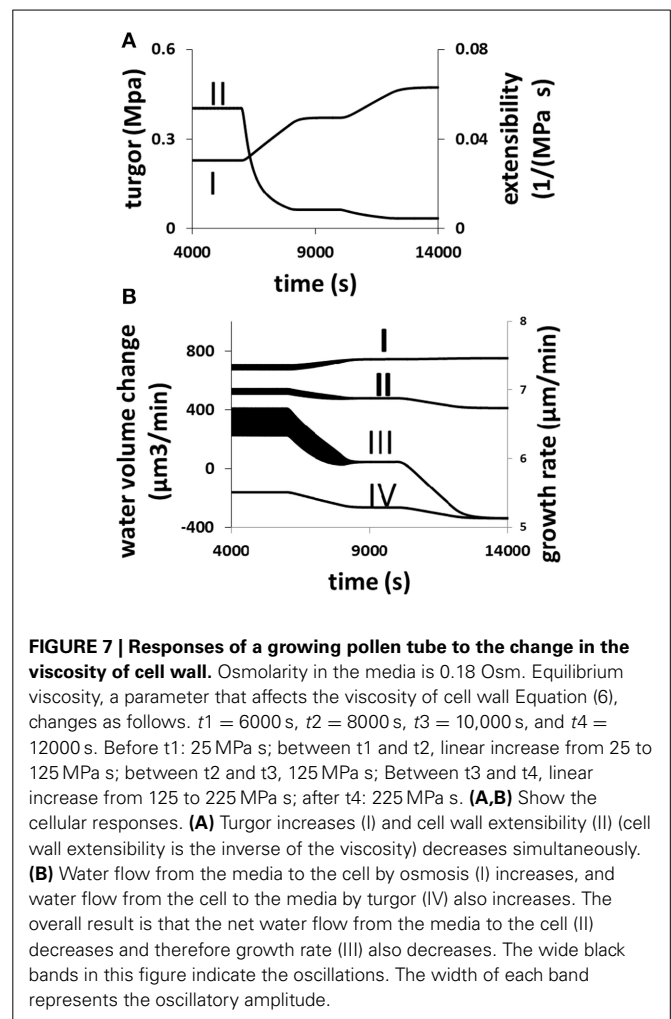 A
0.6
0.3
0
turgor (Mpa)
II
I
0.08
0.04
0
extensibility
(1/(MPa s)
4000
9000
14000
time (s)
B
800
400
0
-400
water volume change
(µm3/min)
I
II
III
IV
8
7
6
5
growth rate (µm/min)
4000
9000
14000
time (s)
FIGURE 7 | Responses of a growing pollen tube to the change in the
viscosity of cell wall. Osmolarity in the media is 0.18 Osm. Equilibrium
viscosity, a parameter that affects the viscosity of cell wall Equation (6),
changes as follows. t1 = 6000 s, t2 = 8000 s, t3 = 10,000 s, and t4 =
12000 s. Before t1: 25 MPa s; between t1 and t2, linear increase from 25 to
125 MPa s; between t2 and t3, 125 MPa s; Between t3 and t4, linear
increase from 125 to 225 MPa s; after t4: 225 MPa s. (A,B) Show the
cellular responses. (A) Turgor increases (I) and cell wall extensibility (II) (cell
wall extensibility is the inverse of the viscosity) decreases simultaneously.
(B) Water flow from the media to the cell by osmosis (I) increases, and
water flow from the cell to the media by turgor (IV) also increases. The
overall result is that the net water flow from the media to the cell (II)
decreases and therefore growth rate (III) also decreases. The wide black
bands in this figure indicate the oscillations. The width of each band
represents the oscillatory amplitude.